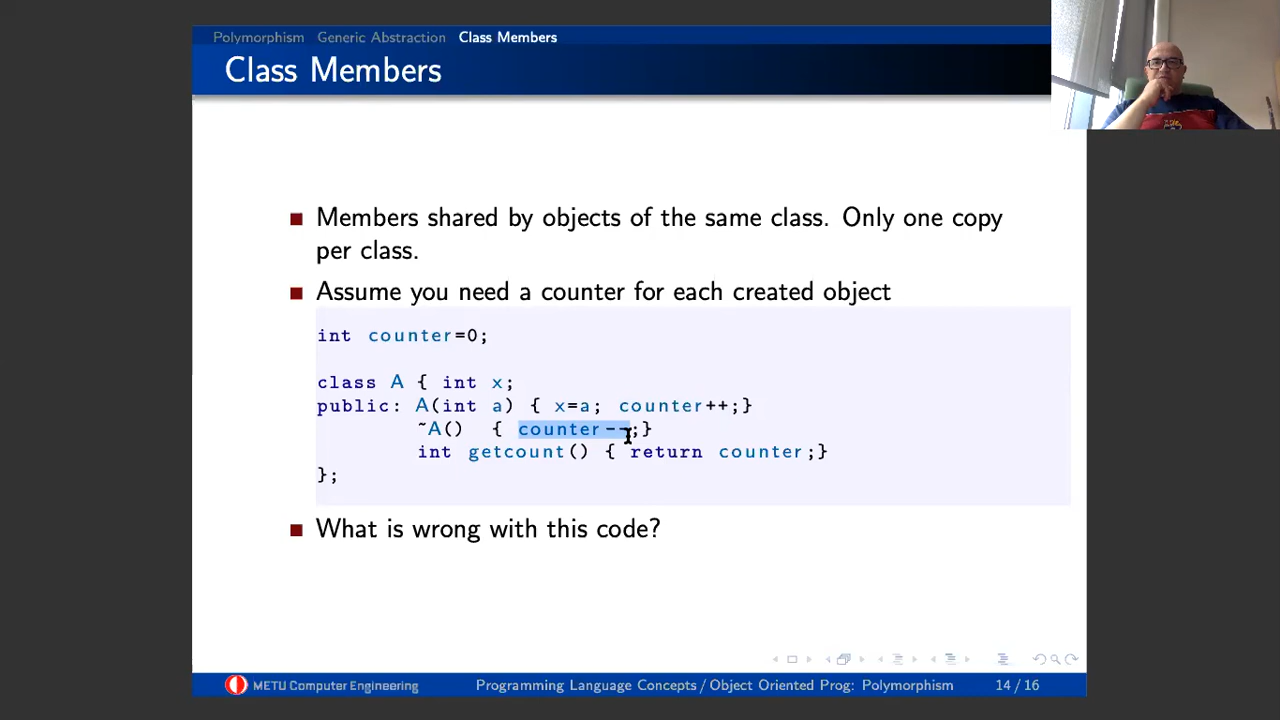 Polymorphism Generic Abstraction Class Members
Class Members
Members shared by objects of the same class. Only one copy
per class.
Assume you need a counter for each created object
int counter=0;
class A { int x;
public: A(int a) { x=a; counter++;}
~A() { counter--;}
int getcount() { return counter;}
};
What is wrong with this code?
METU Computer Engineering Programming Language Concepts/Object Oriented Prog: Polymorphism 14/16